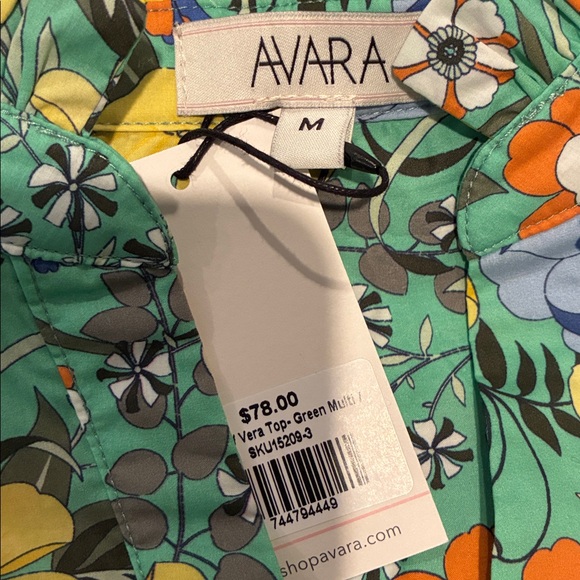 AVARA
M
$78.00
Vera Top- Green Multi /
SKU15209-3
744794449
shopavara.com